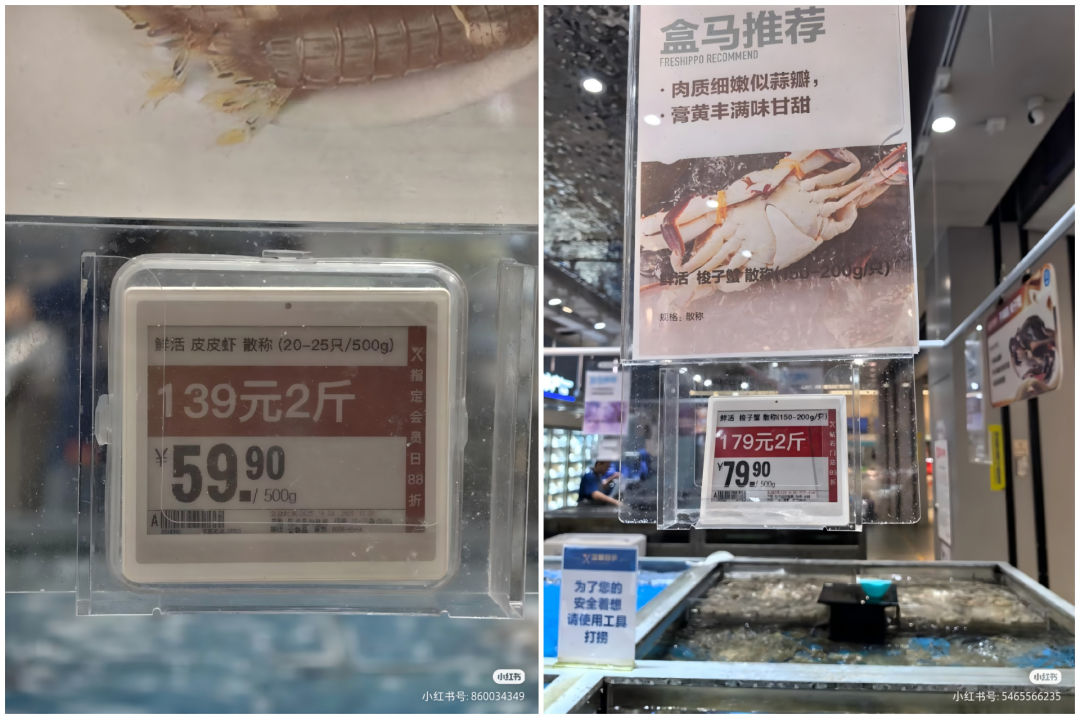 鲜活 皮皮虾 散称 (20-25只/500g)
139元2斤
¥59.90
/ 500g
指定会员日88折
A
小红书
小红书号: 860034349
盒马推荐
FRESHIPPO RECOMMEND
· 肉质细嫩似蒜瓣，
· 膏黄丰满味甘甜
鲜活 梭子蟹 散称(150-200g/只)
规格：散称
鲜活 梭子蟹 散称(150-200g/只)
179元2斤
¥79.90
/ 500g
温馨提示
为了您的
安全着想
请使用工具
打捞
小红书
小红书号: 5465566235